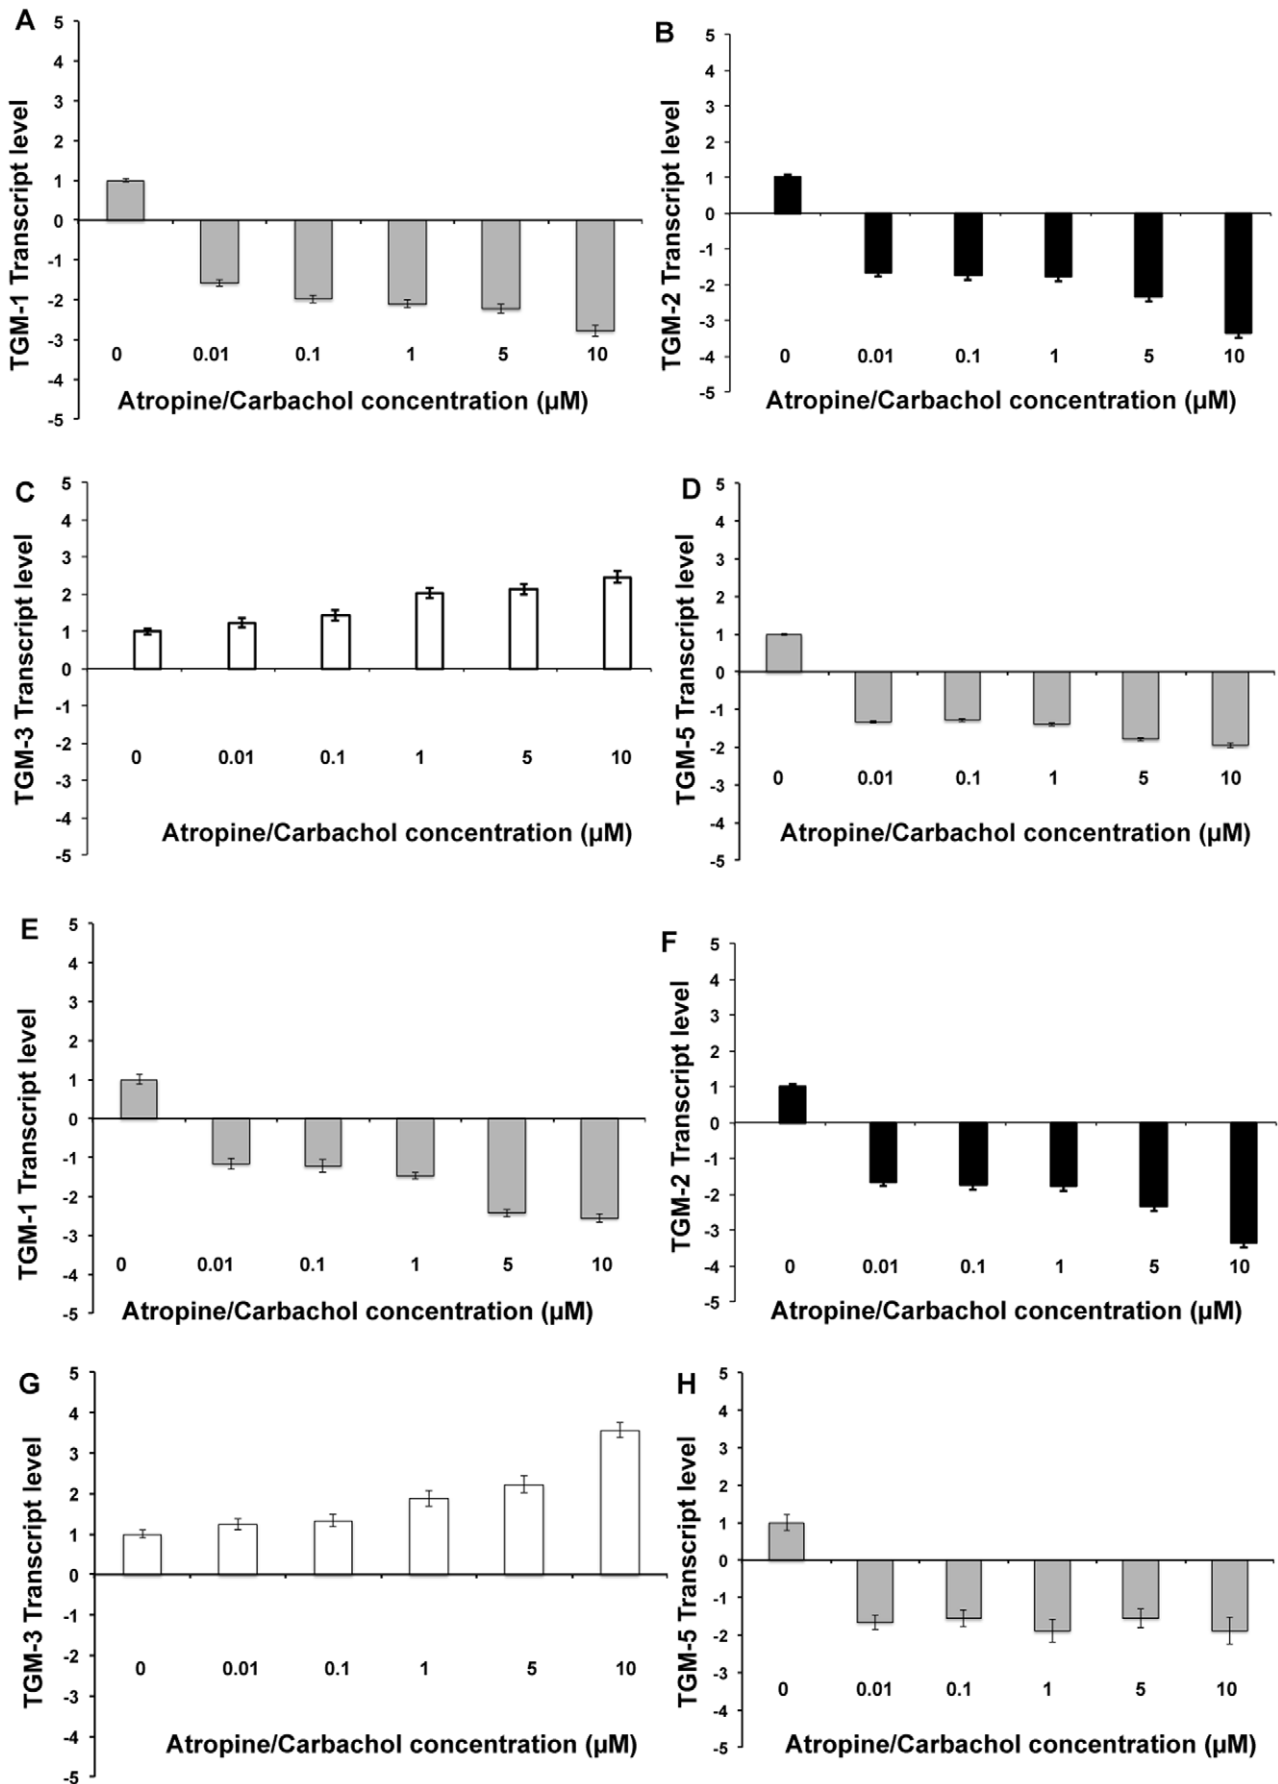 A
5
4
3
2
1
0
-1
-2
-3
-4
-5
TGM-1 Transcript level
0 0.01 0.1 1 5 10
Atropine/Carbachol concentration (µM)
B
5
4
3
2
1
0
-1
-2
-3
-4
-5
TGM-2 Transcript level
0 0.01 0.1 1 5 10
Atropine/Carbachol concentration (µM)
C
5
4
3
2
1
0
-1
-2
-3
-4
-5
TGM-3 Transcript level
0 0.01 0.1 1 5 10
Atropine/Carbachol concentration (µM)
D
5
4
3
2
1
0
-1
-2
-3
-4
-5
TGM-5 Transcript level
0 0.01 0.1 1 5 10
Atropine/Carbachol concentration (µM)
E
5
4
3
2
1
0
-1
-2
-3
-4
-5
TGM-1 Transcript level
0 0.01 0.1 1 5 10
Atropine/Carbachol concentration (µM)
F
5
4
3
2
1
0
-1
-2
-3
-4
-5
TGM-2 Transcript level
0 0.01 0.1 1 5 10
Atropine/Carbachol concentration (µM)
G
5
4
3
2
1
0
-1
-2
-3
-4
-5
TGM-3 Transcript level
0 0.01 0.1 1 5 10
Atropine/Carbachol concentration (µM)
H
5
4
3
2
1
0
-1
-2
-3
-4
-5
TGM-5 Transcript level
0 0.01 0.1 1 5 10
Atropine/Carbachol concentration (µM)